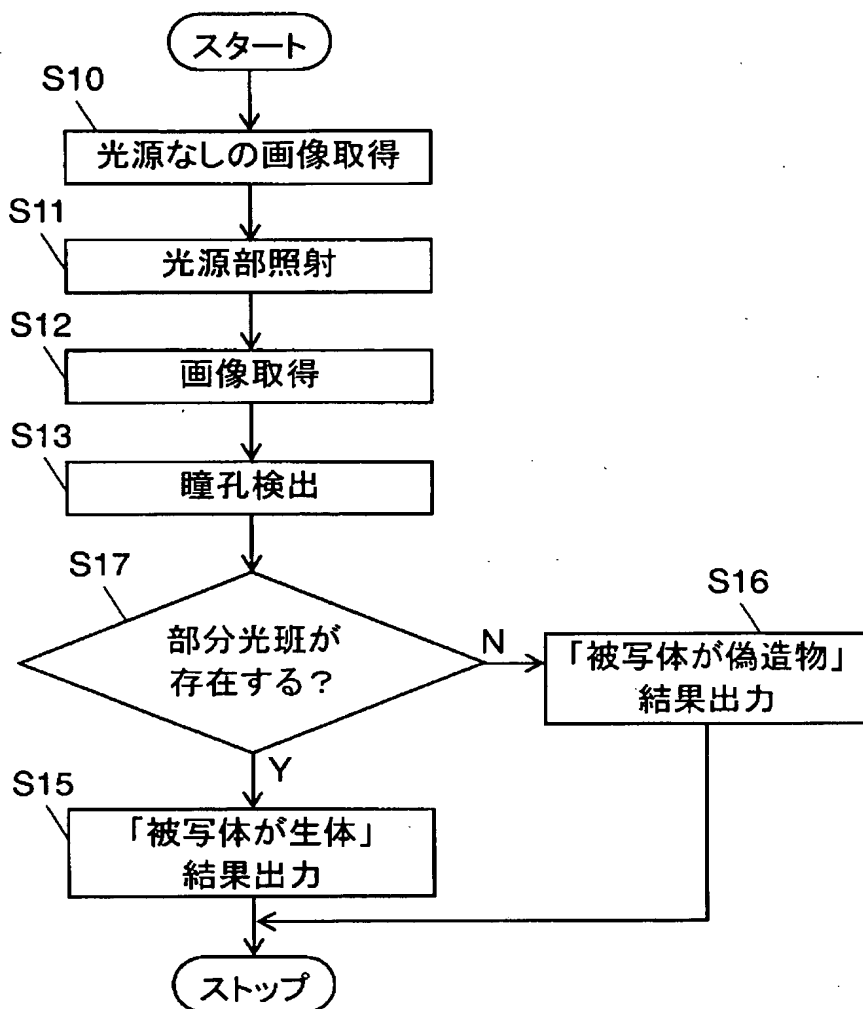 スタート
S10
光源なしの画像取得
S11
光源部照射
S12
画像取得
S13
瞳孔検出
S17
部分光班が
存在する?
N
S16
「被写体が偽造物」
結果出力
Y
S15
「被写体が生体」
結果出力
ストップ